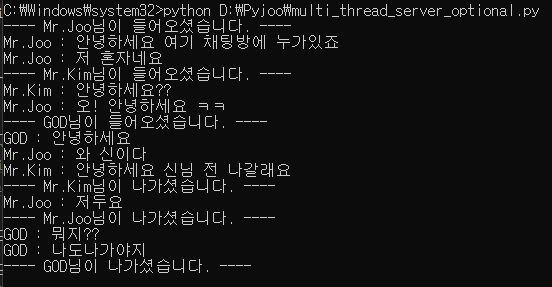 C:\Windows\system32>python D:\Pyjoo\multi_thread_server_optional.py
---- Mr.Joo님이 들어오셨습니다. ----
Mr.Joo : 안녕하세요 여기 채팅방에 누가있죠
Mr.Joo : 저 혼자네요
---- Mr.Kim님이 들어오셨습니다. ----
Mr.Kim : 안녕하세요??
Mr.Joo : 오! 안녕하세요 ㅋㅋ
---- GOD님이 들어오셨습니다. ----
GOD : 안녕하세요
Mr.Joo : 와 신이다
Mr.Kim : 안녕하세요 신님 전 나갈래요
---- Mr.Kim님이 나가셨습니다. ----
Mr.Joo : 저두요
---- Mr.Joo님이 나가셨습니다. ----
GOD : 뭐지??
GOD : 나도나가야지
---- GOD님이 나가셨습니다. ----